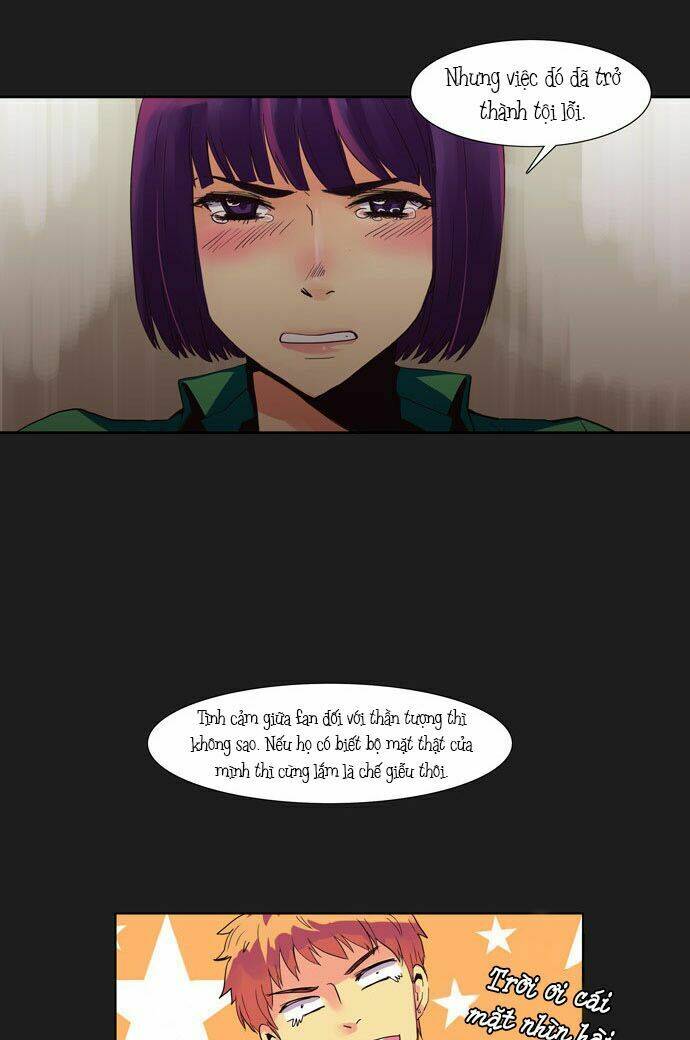 Nhưng việc đó đã trở
thành tội lỗi.
Tình cảm giữa fan đối với thần tượng thì
không sao. Nếu họ có biết bộ mặt thật của
mình thì cùng lắm là chế giễu thôi.
Trời ơi cái
mặt nhìn hài